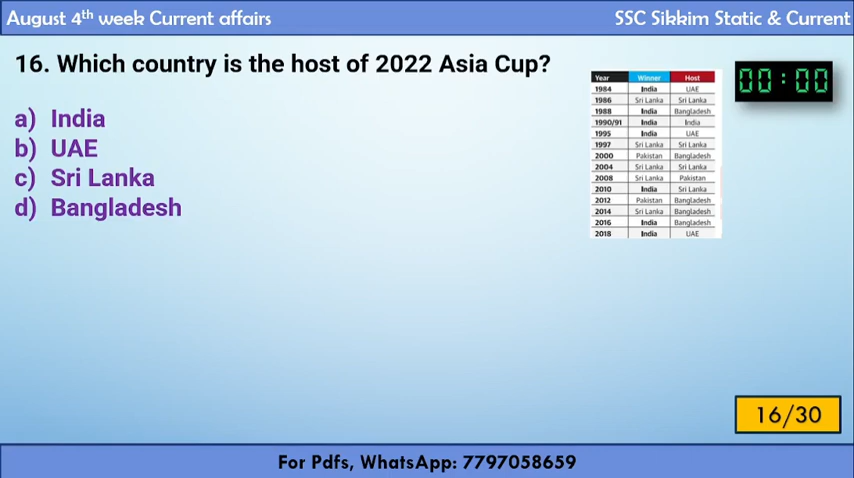 August 4th week Current affairs
SSC Sikkim Static & Current
16. Which country is the host of 2022 Asia Cup?
a) India
b) UAE
c) Sri Lanka
d) Bangladesh
Year Winner Host
1984 India UAE
1986 Sri Lanka Sri Lanka
1988 India Bangladesh
1990/91 India India
1995 India UAE
1997 Sri Lanka Sri Lanka
2000 Pakistan Bangladesh
2004 Sri Lanka Sri Lanka
2008 Sri Lanka Pakistan
2010 India Sri Lanka
2012 Pakistan Bangladesh
2014 Sri Lanka Bangladesh
2016 India Bangladesh
2018 India UAE
00:00
16/30
For Pdfs, WhatsApp: 7797058659